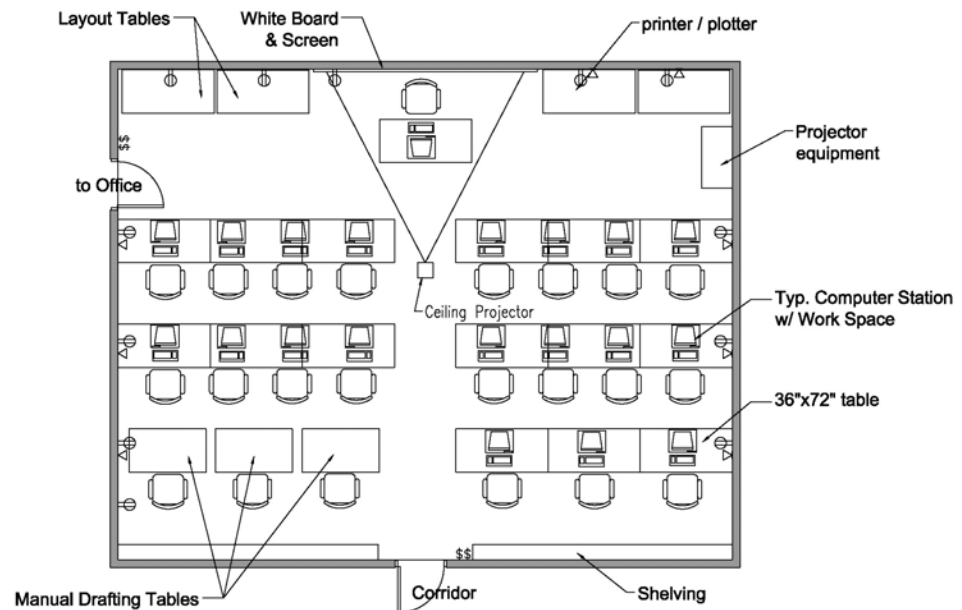 Layout Tables
White Board
& Screen
printer / plotter
$$
Projector
equipment
to Office
Ceiling Projector
Typ. Computer Station
w/ Work Space
36"x72" table
$$
Manual Drafting Tables
Corridor
Shelving